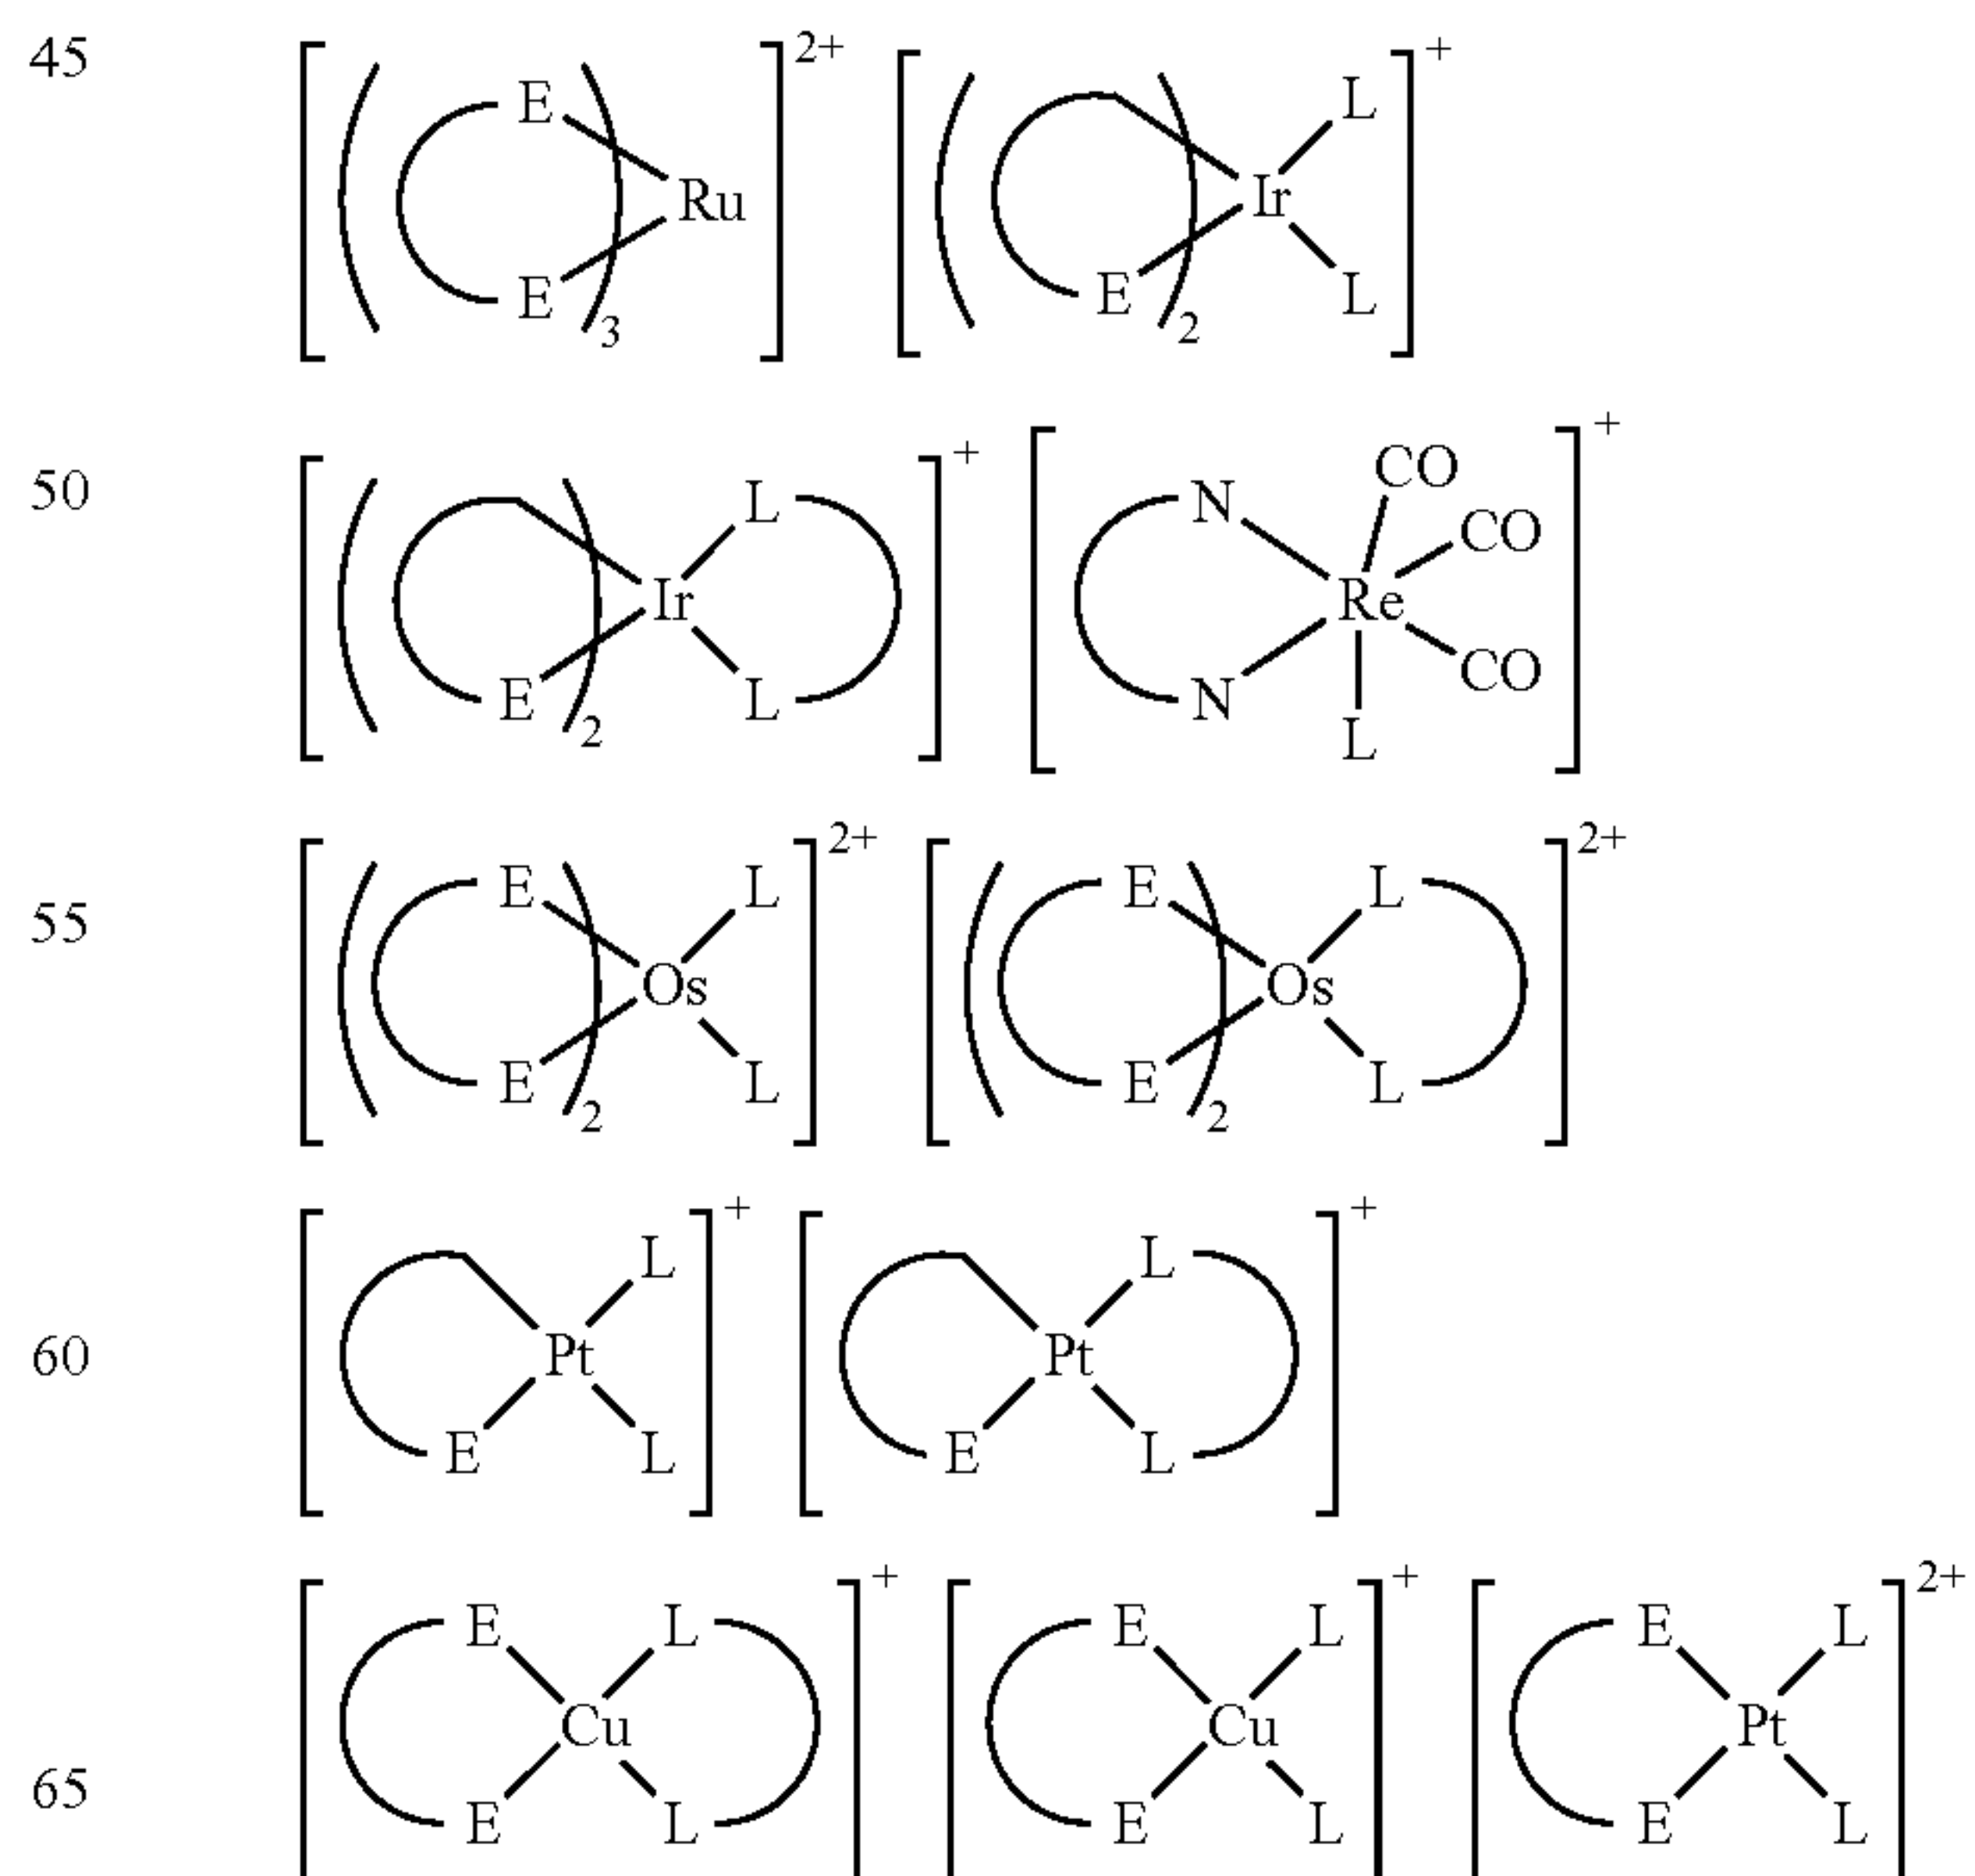 45
2+ +
E L
Ru Ir
E 3 E 2 L
+ +
50
L N CO
CO
Ir Re
CO
E 2 L N
L
2+ 2+
55
E L E L
Os Os
E 2 L E 2 L
+ +
L L
60 Pt Pt
E L E L
+ + 2+
E L E L E L
Cu Cu Pt
65
E L E L E L